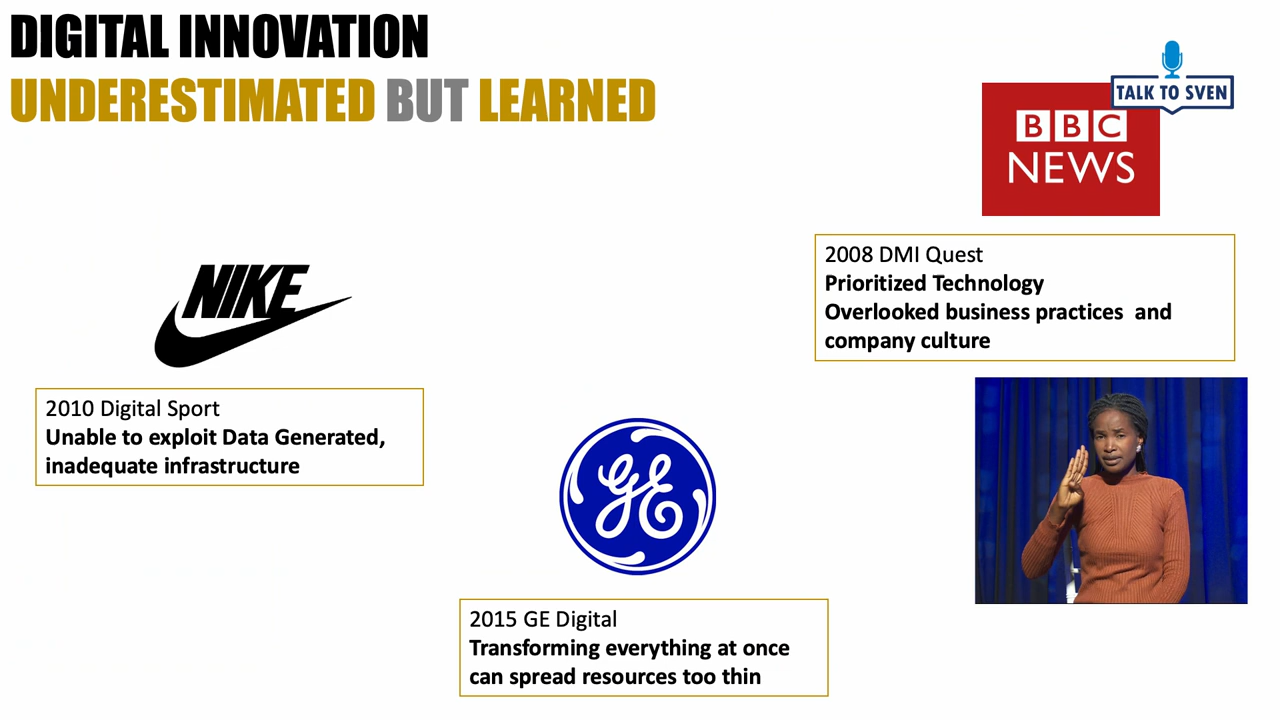 DIGITAL INNOVATION
UNDERESTIMATED BUT LEARNED
TALK TO SVEN
BBC
NEWS
2008 DMI Quest
Prioritized Technology
Overlooked business practices and
company culture
NIKE
2010 Digital Sport
Unable to exploit Data Generated,
inadequate infrastructure
GE
2015 GE Digital
Transforming everything at once
can spread resources too thin